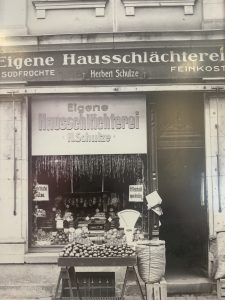 Eigene Hausschlächterei
SÜDFRÜCHTE
Herbert Schulze
FEINKOST
Eigene
Hausschlächterei
H. Schulze